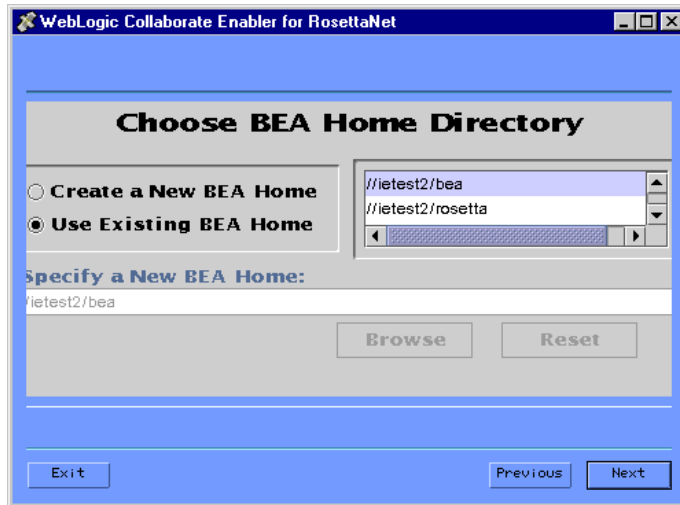 WebLogic Collaborate Enabler for RosettaNet
Choose BEA Home Directory
Create a New BEA Home
Use Existing BEA Home
//ietest2/bea
//ietest2/rosetta
Specify a New BEA Home:
/ietest2/bea
Browse Reset
Exit Previous Next